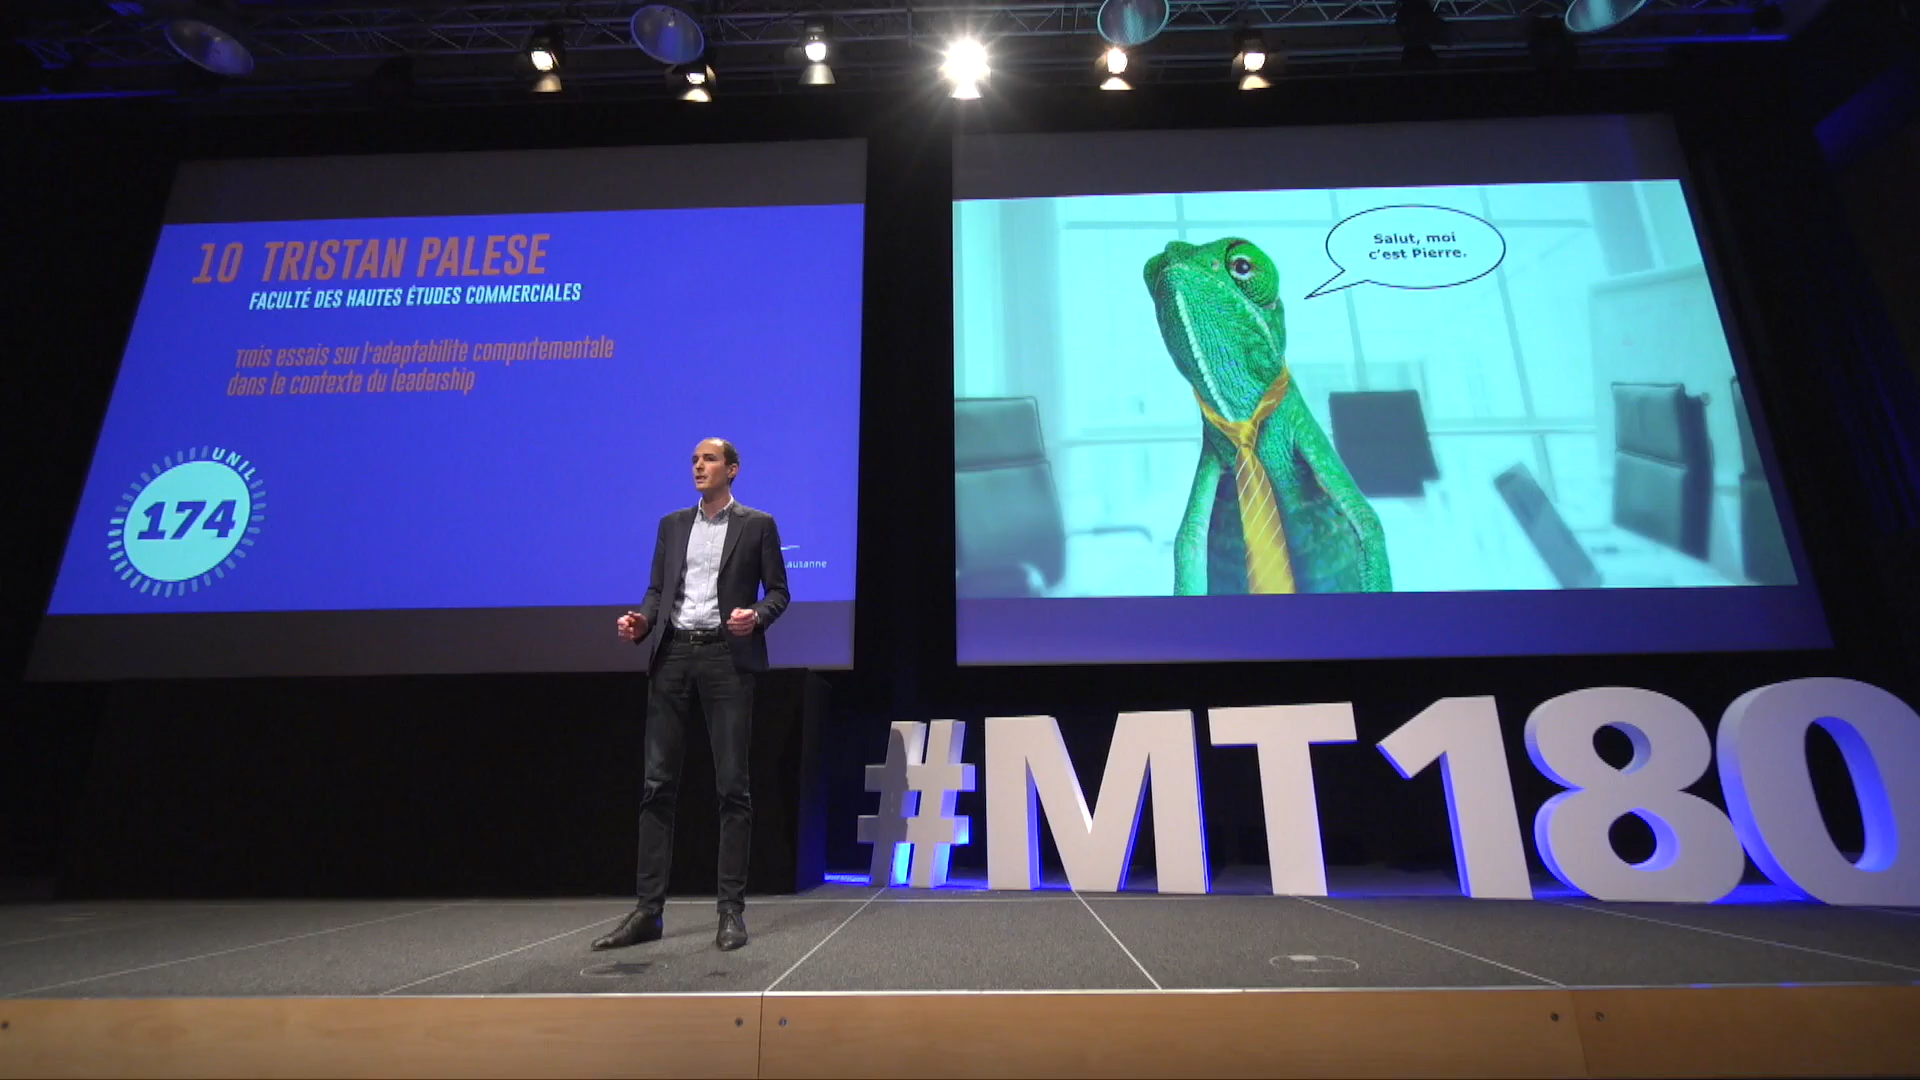 10 TRISTAN PALESE
FACULTÉ DES HAUTES ÉTUDES COMMERCIALES
Trois essais sur l'adaptabilité comportementale
dans le contexte du leadership
UNIL
174
Lausanne
Salut, moi
c'est Pierre.
#MT180